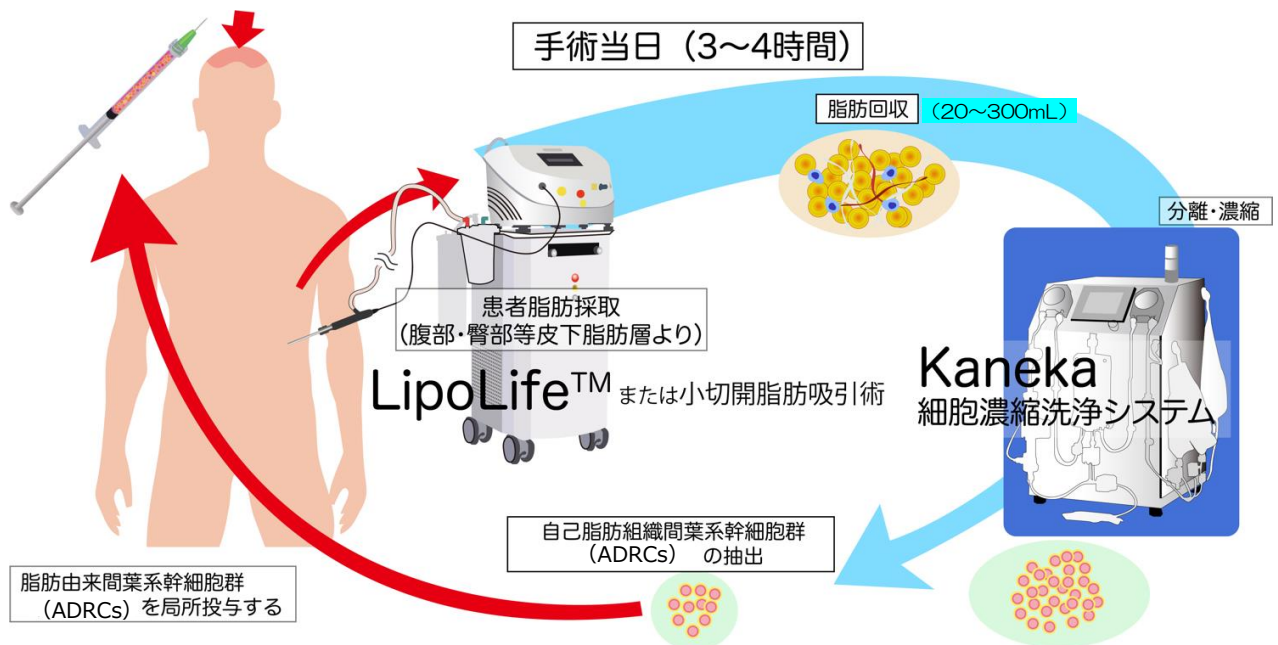 手術当日（3～4時間）
脂肪回収 （20～300mL）
分離・濃縮
患者脂肪採取
（腹部・臀部等皮下脂肪層より）
LipoLife™ または小切開脂肪吸引術
Kaneka
細胞濃縮洗浄システム
自己脂肪組織間葉系幹細胞群
（ADRCs） の抽出
脂肪由来間葉系幹細胞群
（ADRCs）を局所投与する